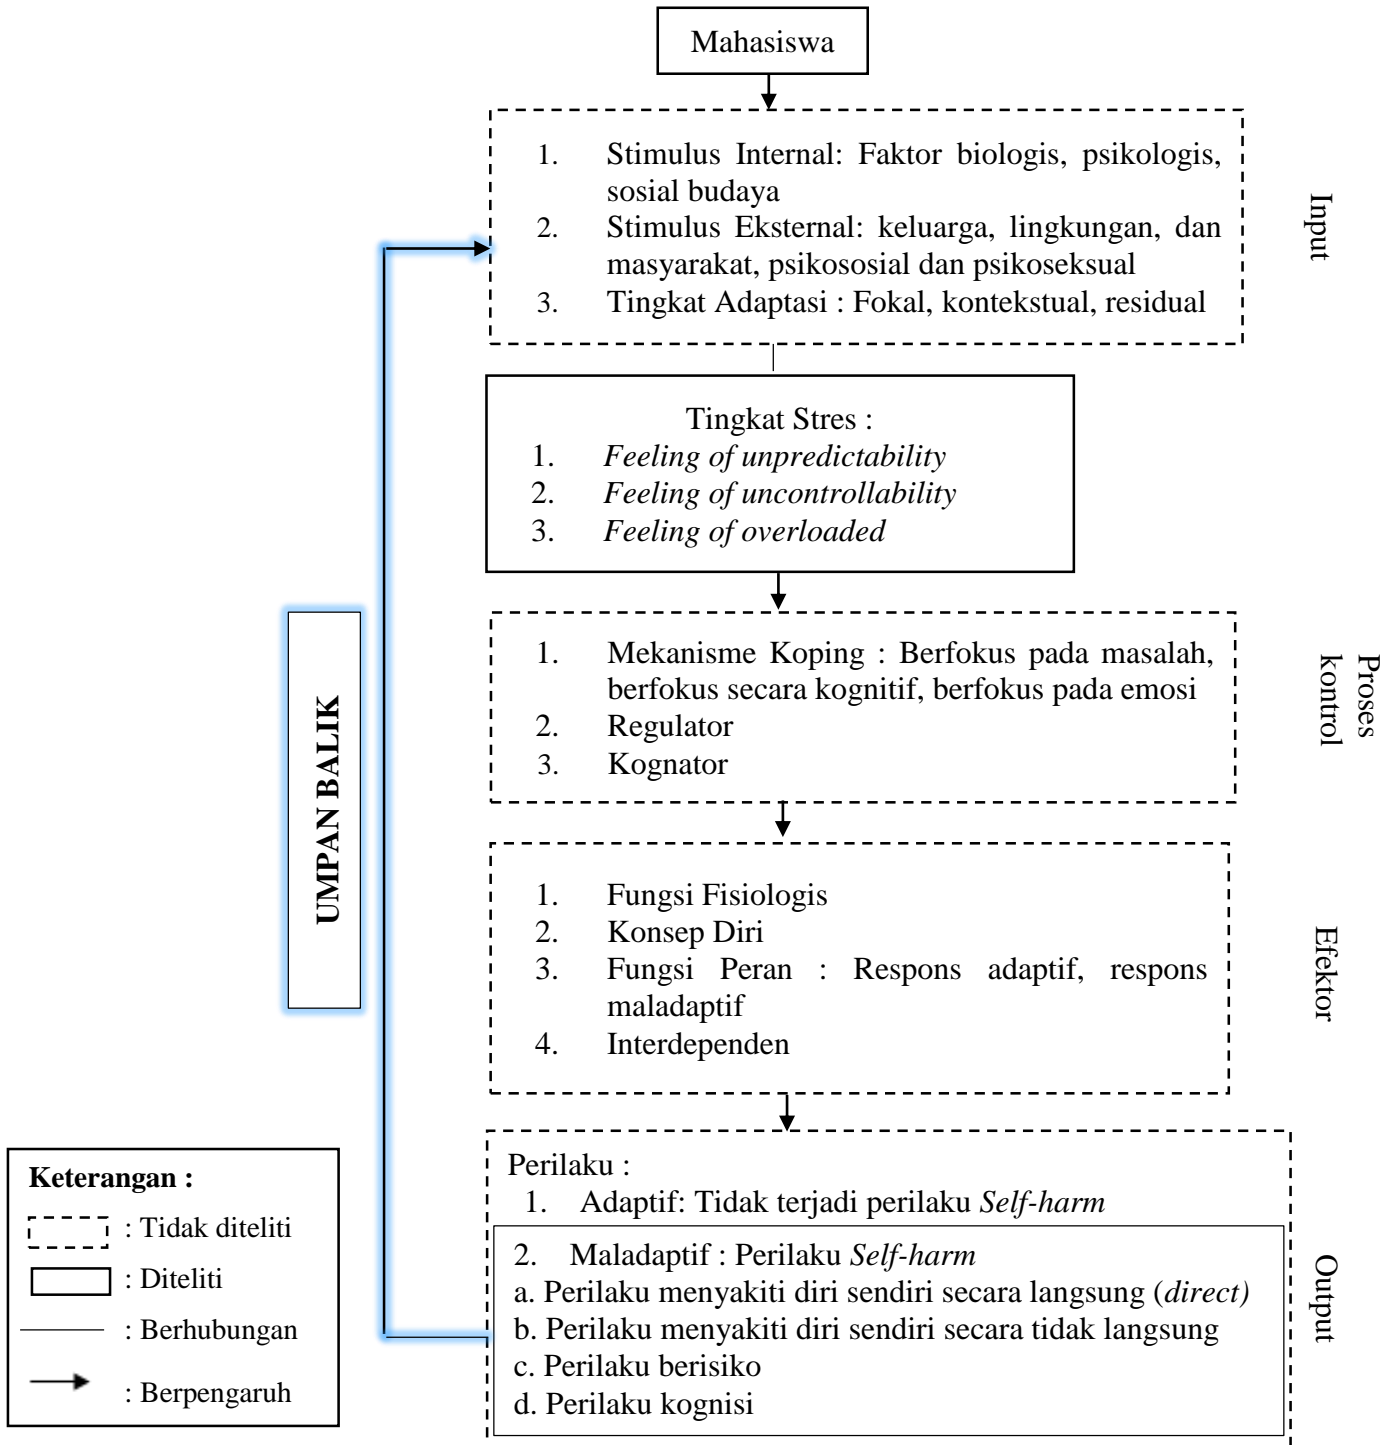 Mahasiswa
1. Stimulus Internal: Faktor biologis, psikologis,
sosial budaya
2. Stimulus Eksternal: keluarga, lingkungan, dan
masyarakat, psikososial dan psikoseksual
3. Tingkat Adaptasi : Fokal, kontekstual, residual
Input
Tingkat Stres :
1. Feeling of unpredictability
2. Feeling of uncontrollability
3. Feeling of overloaded
1. Mekanisme Koping : Berfokus pada masalah,
berfokus secara kognitif, berfokus pada emosi
2. Regulator
3. Kognator
Proses
kontrol
UMPAN BALIK
1. Fungsi Fisiologis
2. Konsep Diri
3. Fungsi Peran : Respons adaptif, respons
maladaptif
4. Interdependen
Efektor
Perilaku :
1. Adaptif: Tidak terjadi perilaku Self-harm
2. Maladaptif : Perilaku Self-harm
a. Perilaku menyakiti diri sendiri secara langsung (direct)
b. Perilaku menyakiti diri sendiri secara tidak langsung
c. Perilaku berisiko
d. Perilaku kognisi
Output
Keterangan :
: Tidak diteliti
: Diteliti
: Berhubungan
: Berpengaruh